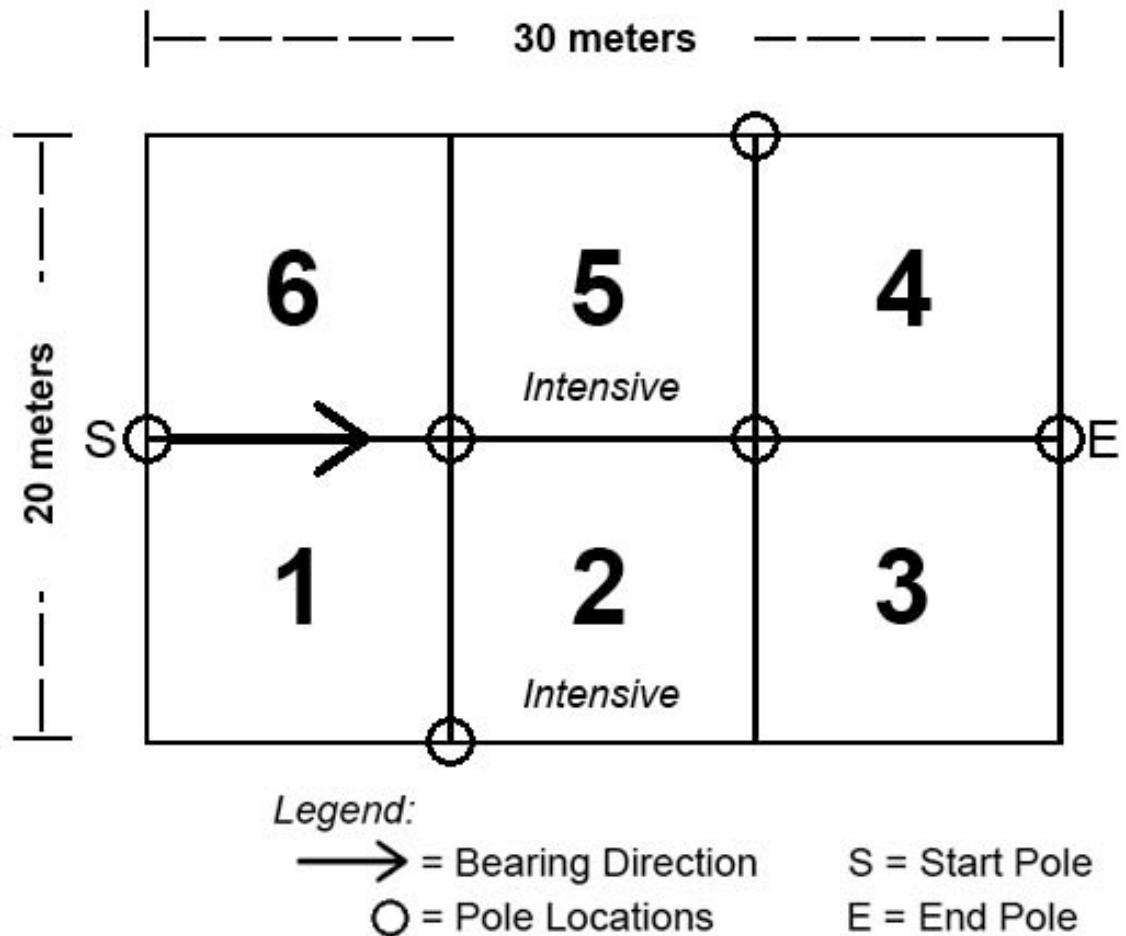 30 meters
20 meters
6
5
4
Intensive
S
E
1
2
3
Intensive
Legend:
= Bearing Direction
S = Start Pole
= Pole Locations
E = End Pole